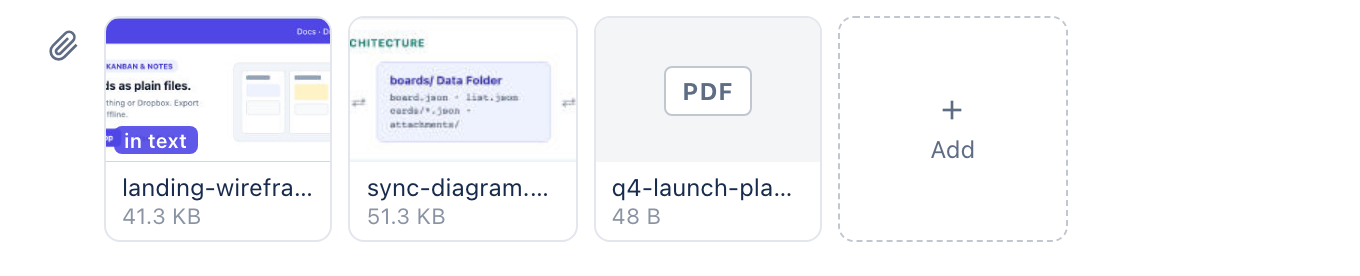 Docs · D
KANBAN & NOTES
ds as plain files.
thing or Dropbox. Export
ffline.
in text
landing-wirefra...
41.3 KB
CHITECTURE
boards/ Data Folder
board.json · list.json
cards/*.json ·
attachments/
sync-diagram....
51.3 KB
PDF
q4-launch-pla...
48 B
+
Add